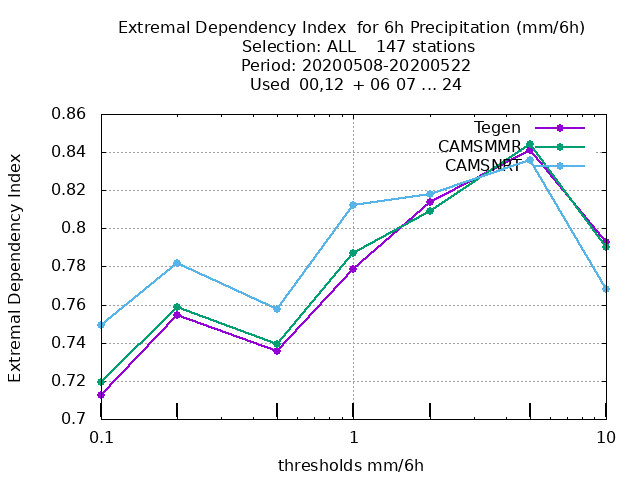 Extremal Dependency Index  for 6h Precipitation (mm/6h)
Selection: ALL    147 stations
Period: 20200508-20200522
Used  00,12  + 06 07 ... 24
Tegen
CAMSMMR
CAMSNRT
0.86
0.84
0.82
0.8
0.78
0.76
0.74
0.72
0.7
Extremal Dependency Index
0.1
1
10
thresholds mm/6h